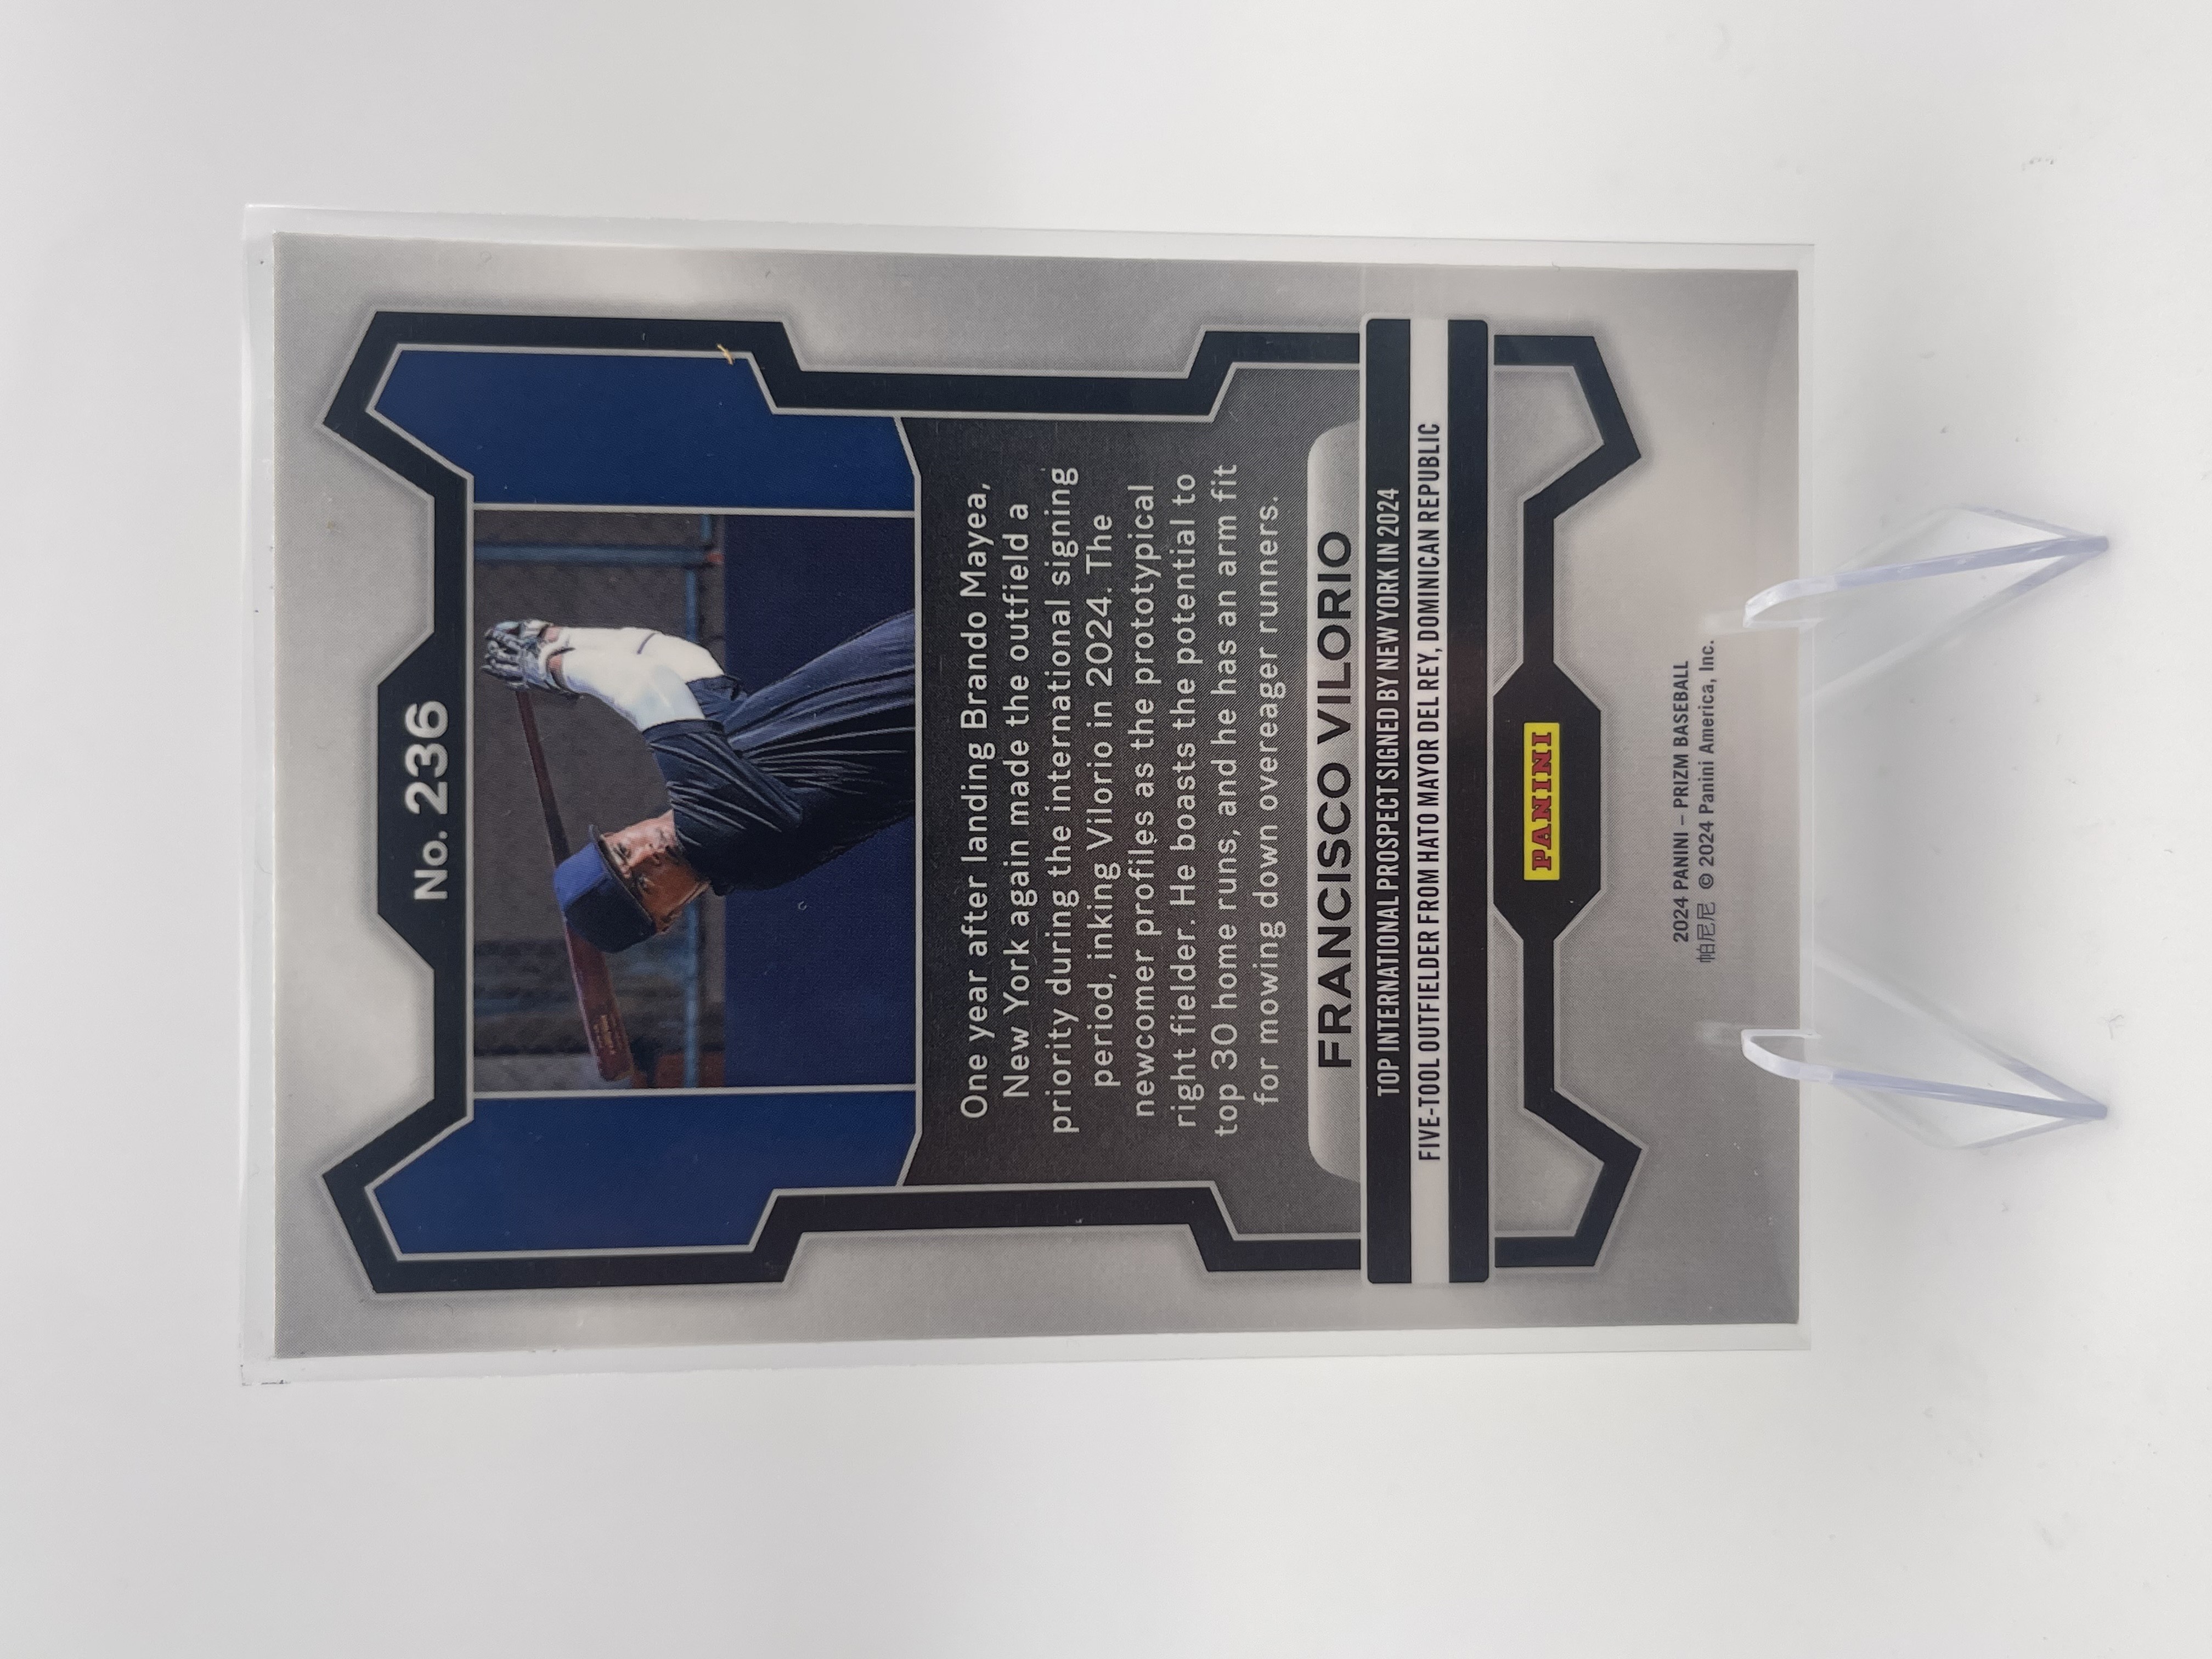 No. 236
One year after landing Brando Mayea,
New York again made the outfield a
priority during the international signing
period, inking Vilorio in 2024. The
newcomer profiles as the prototypical
right fielder. He boasts the potential to
top 30 home runs, and he has an arm fit
for mowing down overeager runners.
FRANCISCO VILORIO
TOP INTERNATIONAL PROSPECT SIGNED BY NEW YORK IN 2024
FIVE-TOOL OUTFIELDER FROM HATO MAYOR DEL REY, DOMINICAN REPUBLIC
PANINI
2024 PANINI – PRIZM BASEBALL
帕尼尼 © 2024 Panini America, Inc.